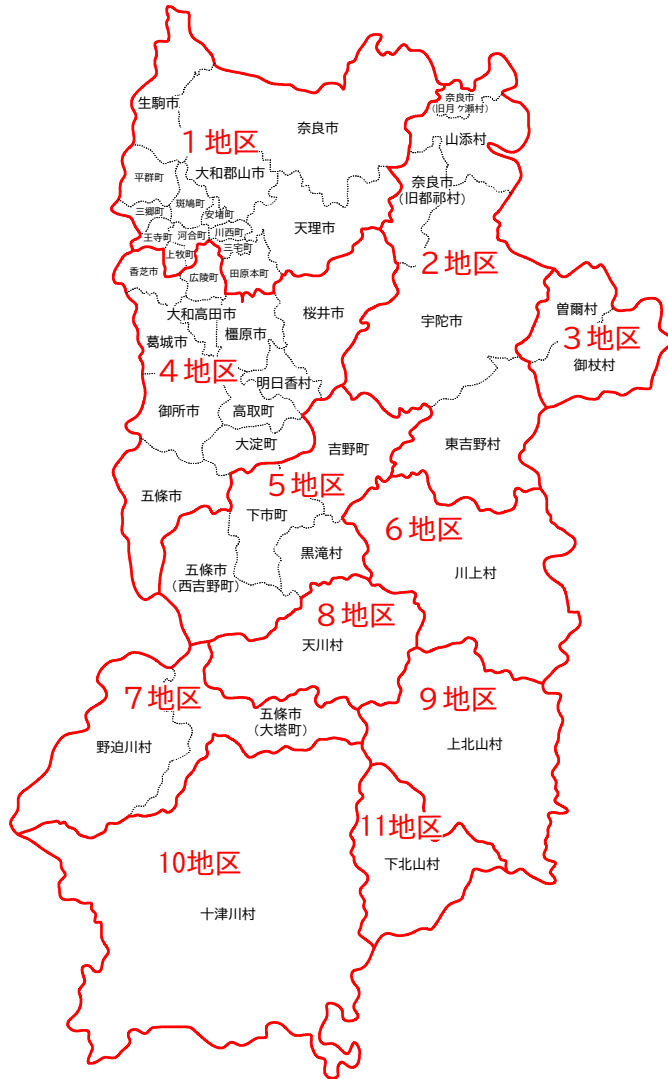 生駒市
奈良市
奈良市
(旧月ヶ瀬村)
山添村
1地区
大和郡山市
平群町
奈良市
(旧都祁村)
斑鳩町
三郷町
安堵町
天理市
王寺町
河合町
川西町
三宅町
上牧町
2地区
香芝市
広陵町
田原本町
曽爾村
大和高田市
桜井市
宇陀市
葛城市
橿原市
3地区
御杖村
4地区
明日香村
御所市
高取町
大淀町
吉野町
東吉野村
五條市
5地区
下市町
6地区
黒滝村
五條市
(西吉野町)
川上村
8地区
天川村
7地区
9地区
五條市
(大塔町)
野迫川村
上北山村
11地区
10地区
下北山村
十津川村